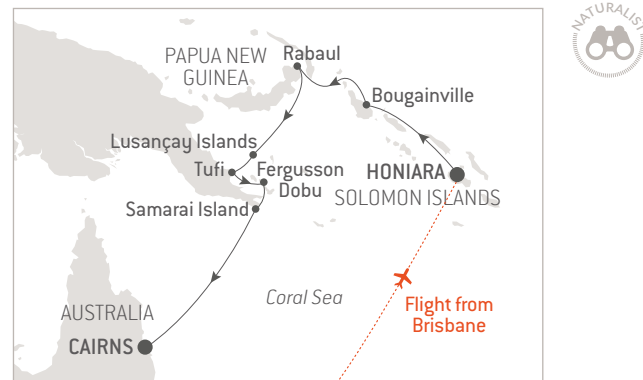 NATURALIST
PAPUA NEW
GUINEA
Rabaul
Bougainville
Lusançay Islands
Tufi
Fergusson
Dobu
HONIARA
SOLOMON ISLANDS
Samarai Island
Coral Sea
Flight from
Brisbane
AUSTRALIA
CAIRNS